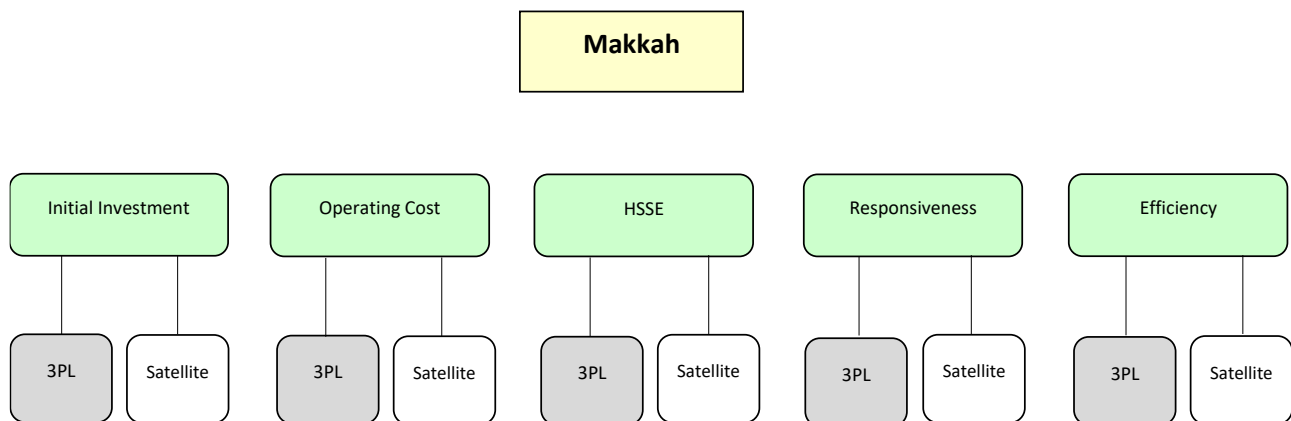 Makkah
Initial Investment
Operating Cost
HSSE
Responsiveness
Efficiency
3PL
Satellite
3PL
Satellite
3PL
Satellite
3PL
Satellite
3PL
Satellite